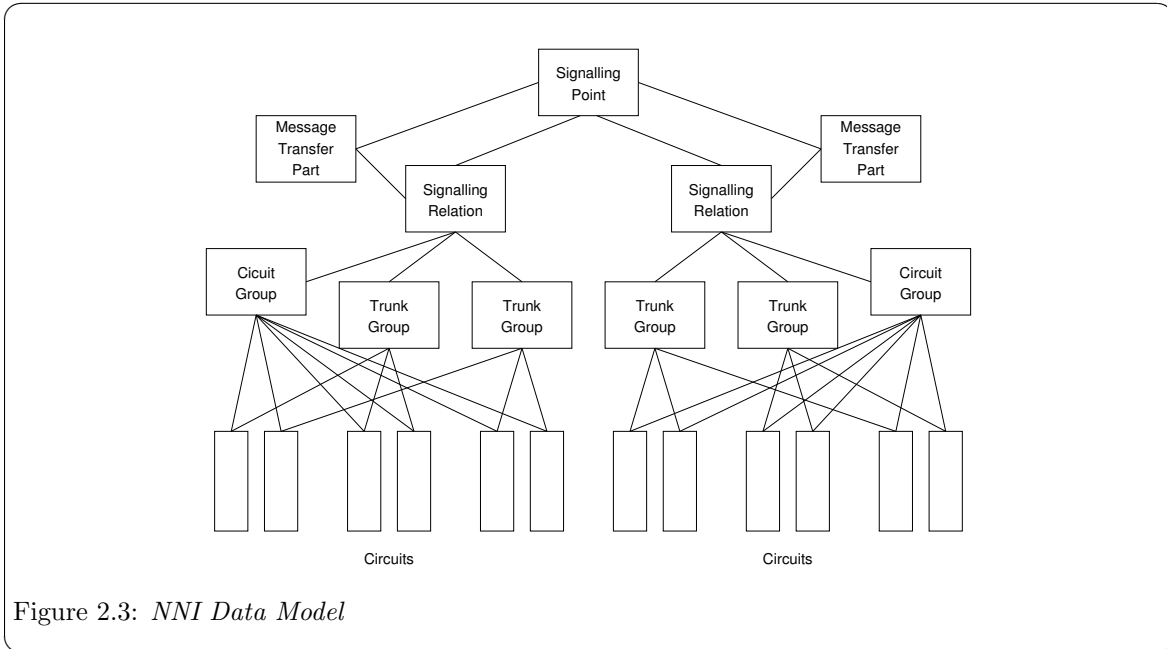 Signalling
Point
Message
Transfer
Part
Message
Transfer
Part
Signalling
Relation
Signalling
Relation
Cicuit
Group
Trunk
Group
Trunk
Group
Trunk
Group
Trunk
Group
Circuit
Group
Circuits
Circuits
Figure 2.3: NNI Data Model